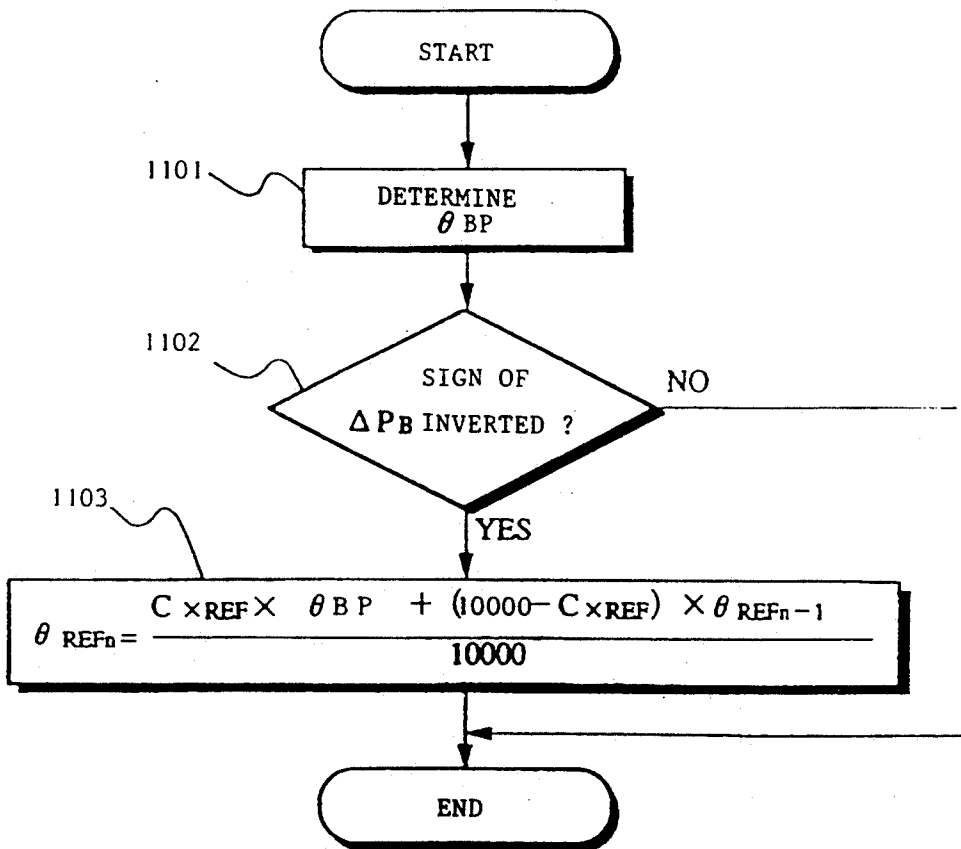 START
1101
DETERMINE
θ BP
1102
SIGN OF
ΔPB INVERTED ?
NO
YES
1103
θ REFn = C×REF × θBP + (10000 - C×REF) × θ REFn-1
10000
END